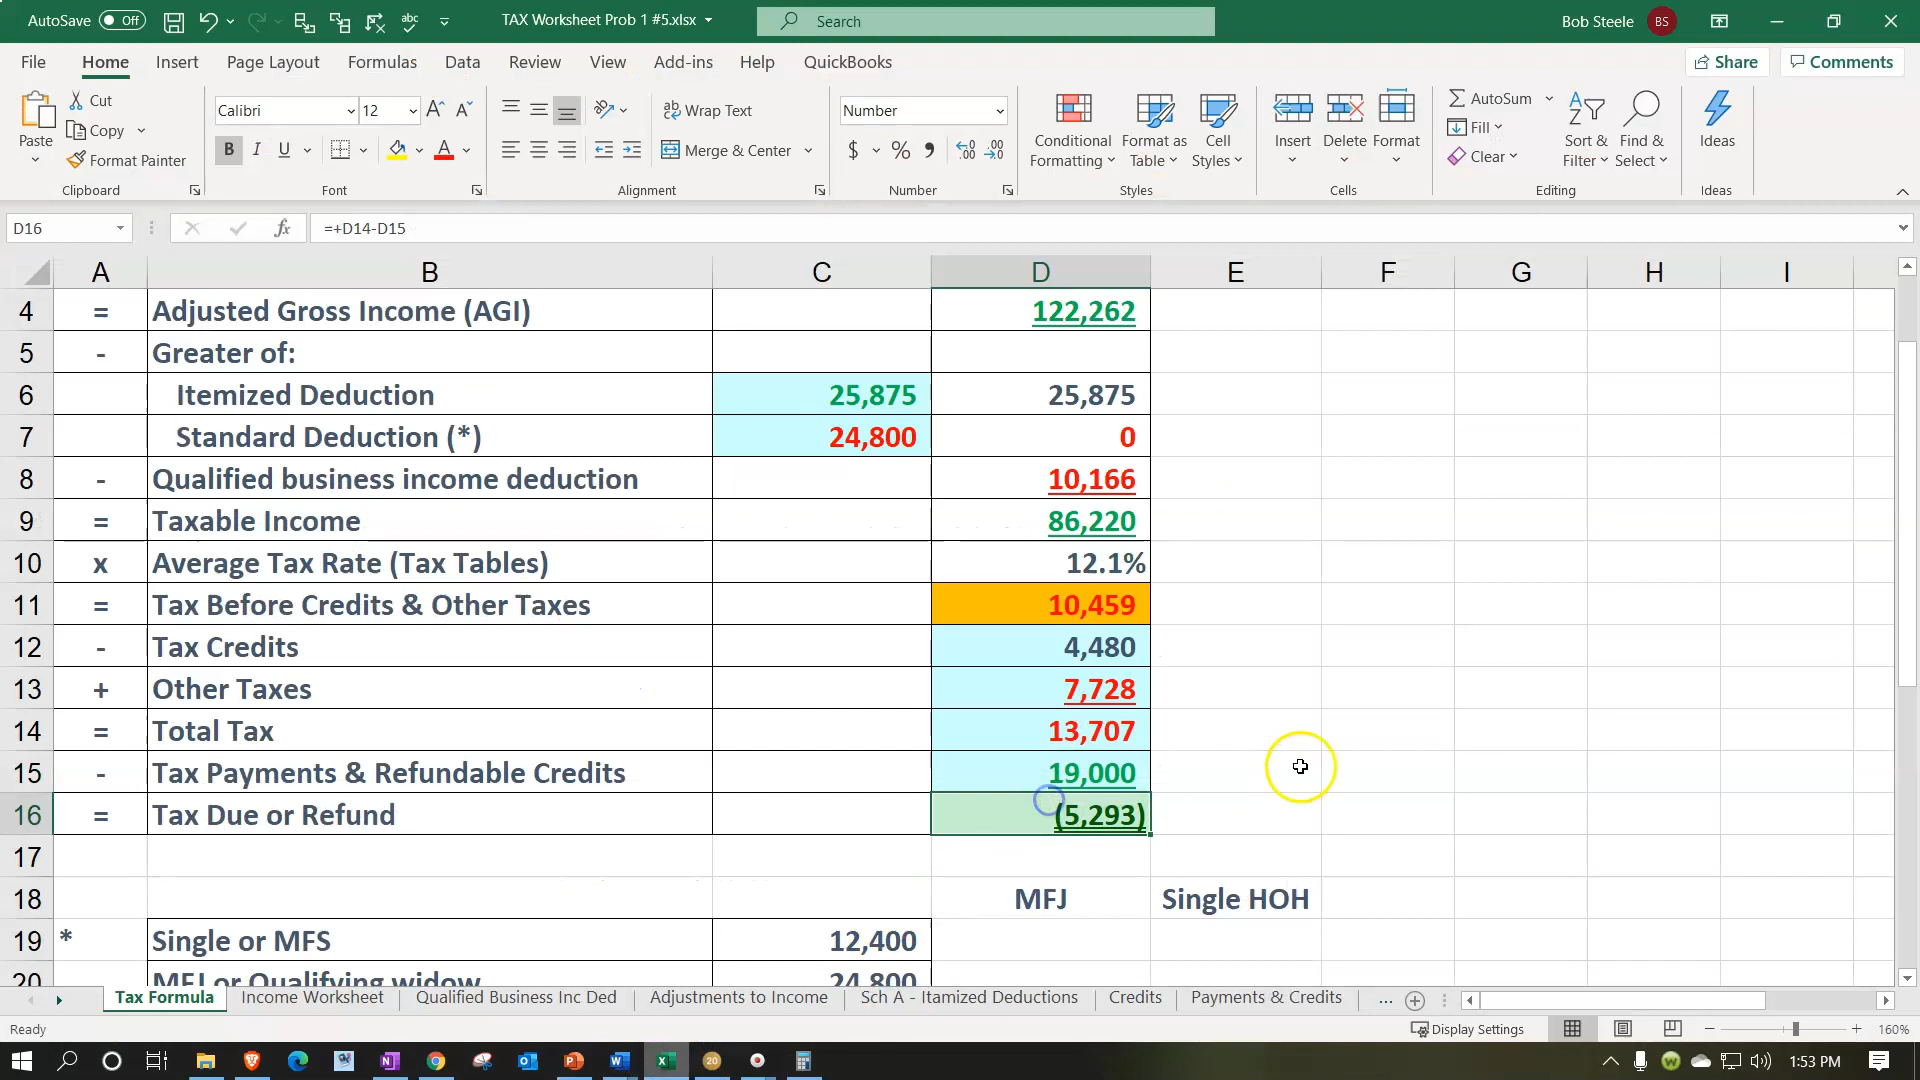 AutoSave Off TAX Worksheet Prob 1 #5.xlsx Search Bob Steele BS
File Home Insert Page Layout Formulas Data Review View Add-ins Help QuickBooks Share Comments
Paste Cut Copy Format Painter Clipboard
Calibri 12 B I U A Font
Wrap Text Merge & Center Alignment
Number $ % Number
Conditional Formatting Format as Table Cell Styles Styles
Insert Delete Format Cells
AutoSum Fill Clear Sort & Filter Find & Select Editing
Ideas Ideas
D16 fx =+D14-D15
A B C D E F G H I
4 = Adjusted Gross Income (AGI) 122,262
5 - Greater of:
6 Itemized Deduction 25,875 25,875
7 Standard Deduction (*) 24,800 0
8 - Qualified business income deduction 10,166
9 = Taxable Income 86,220
10 x Average Tax Rate (Tax Tables) 12.1%
11 = Tax Before Credits & Other Taxes 10,459
12 - Tax Credits 4,480
13 + Other Taxes 7,728
14 = Total Tax 13,707
15 - Tax Payments & Refundable Credits 19,000
16 = Tax Due or Refund (5,293)
17
18 MFJ Single HOH
19 * Single or MFS 12,400
20 MFJ or Qualifying widow 24,800
Tax Formula Income Worksheet Qualified Business Inc Ded Adjustments to Income Sch A - Itamized Deductions Credits Payments & Credits ...
Ready Display Settings 160%
1:53 PM